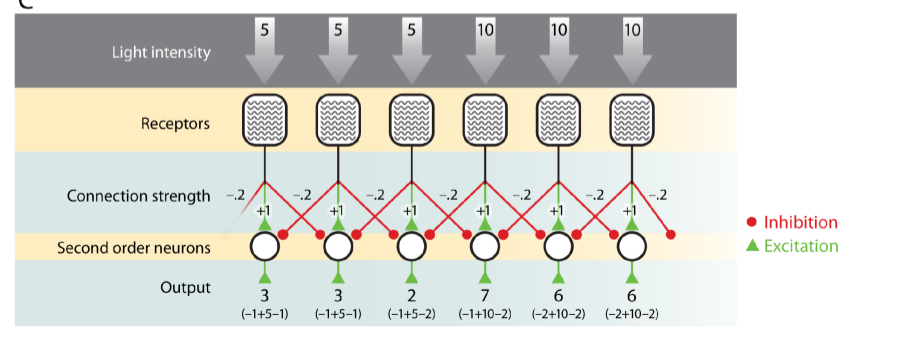 C
5 5 5 10 10 10
Light intensity
Receptors
Connection strength -.2 -.2 -.2 -.2 -.2 -.2 -.2
+1 +1 +1 +1 +1 +1
Inhibition
Second order neurons
Excitation
Output
3 3 2 7 6 6
(–1+5–1) (–1+5–1) (–1+5–2) (–1+10–2) (–2+10–2) (–2+10–2)